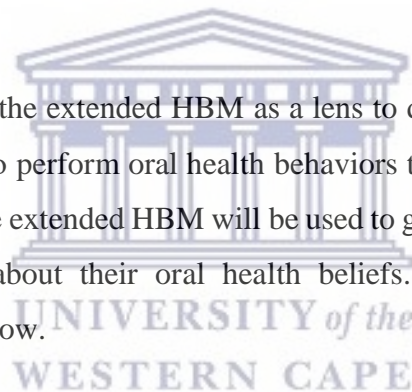 the extended HBM as a lens to
o perform oral health behaviors
e extended HBM will be used to
about their oral health beliefs.
UNIVERSITY of the
ow.
WESTERN CAPE